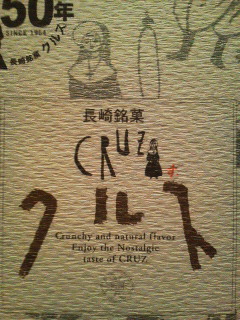 50年
SINCE 1964
長崎銘菓
クルス
長崎銘菓
CRUZ
クルス
Crunchy and natural flavor
Enjoy the Nostalgic
taste of CRUZ